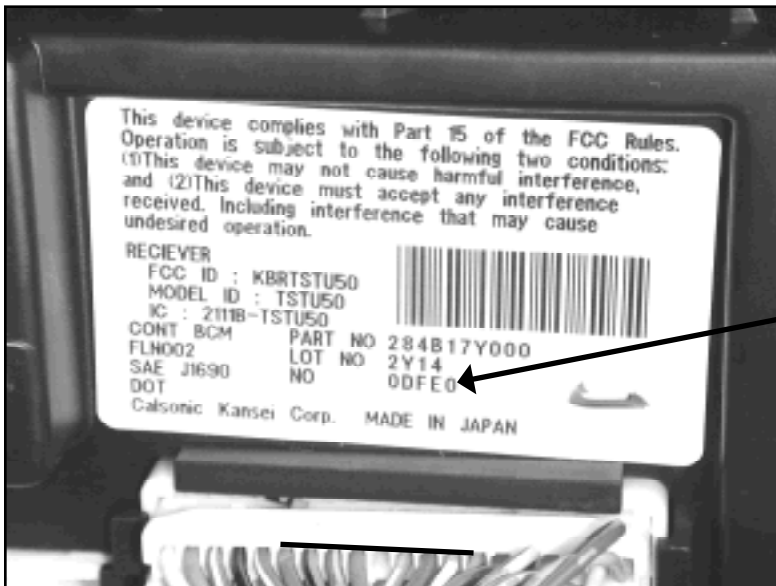 This device complies with Part 15 of the FCC Rules.
Operation is subject to the following two conditions:
(1)This device may not cause harmful interference,
and (2)This device must accept any interference
received. Including interference that may cause
undesired operation.
RECIEVER
FCC ID : KBRTSTU50
MODEL ID : TSTU50
IC : 2111B-TSTU50
CONT BCM PART NO 284B17Y000
FLN002 LOT NO 2Y14
SAE J1690 NO 0DFE0
DOT
Calsonic Kansei Corp. MADE IN JAPAN